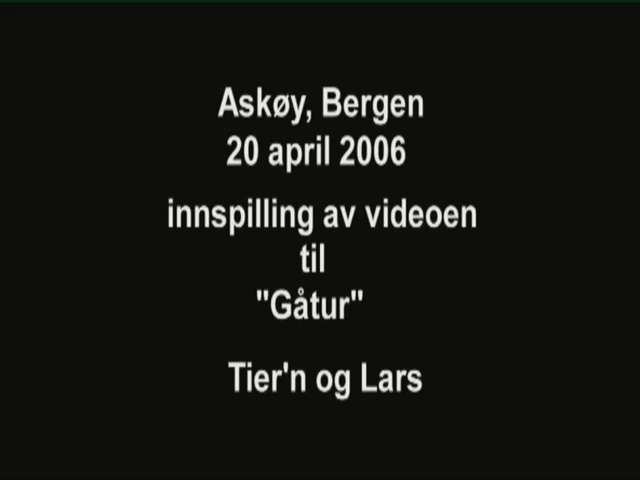 Askøy, Bergen
20 april 2006
innspilling av videoen
til
"Gåtur"
Tier'n og Lars